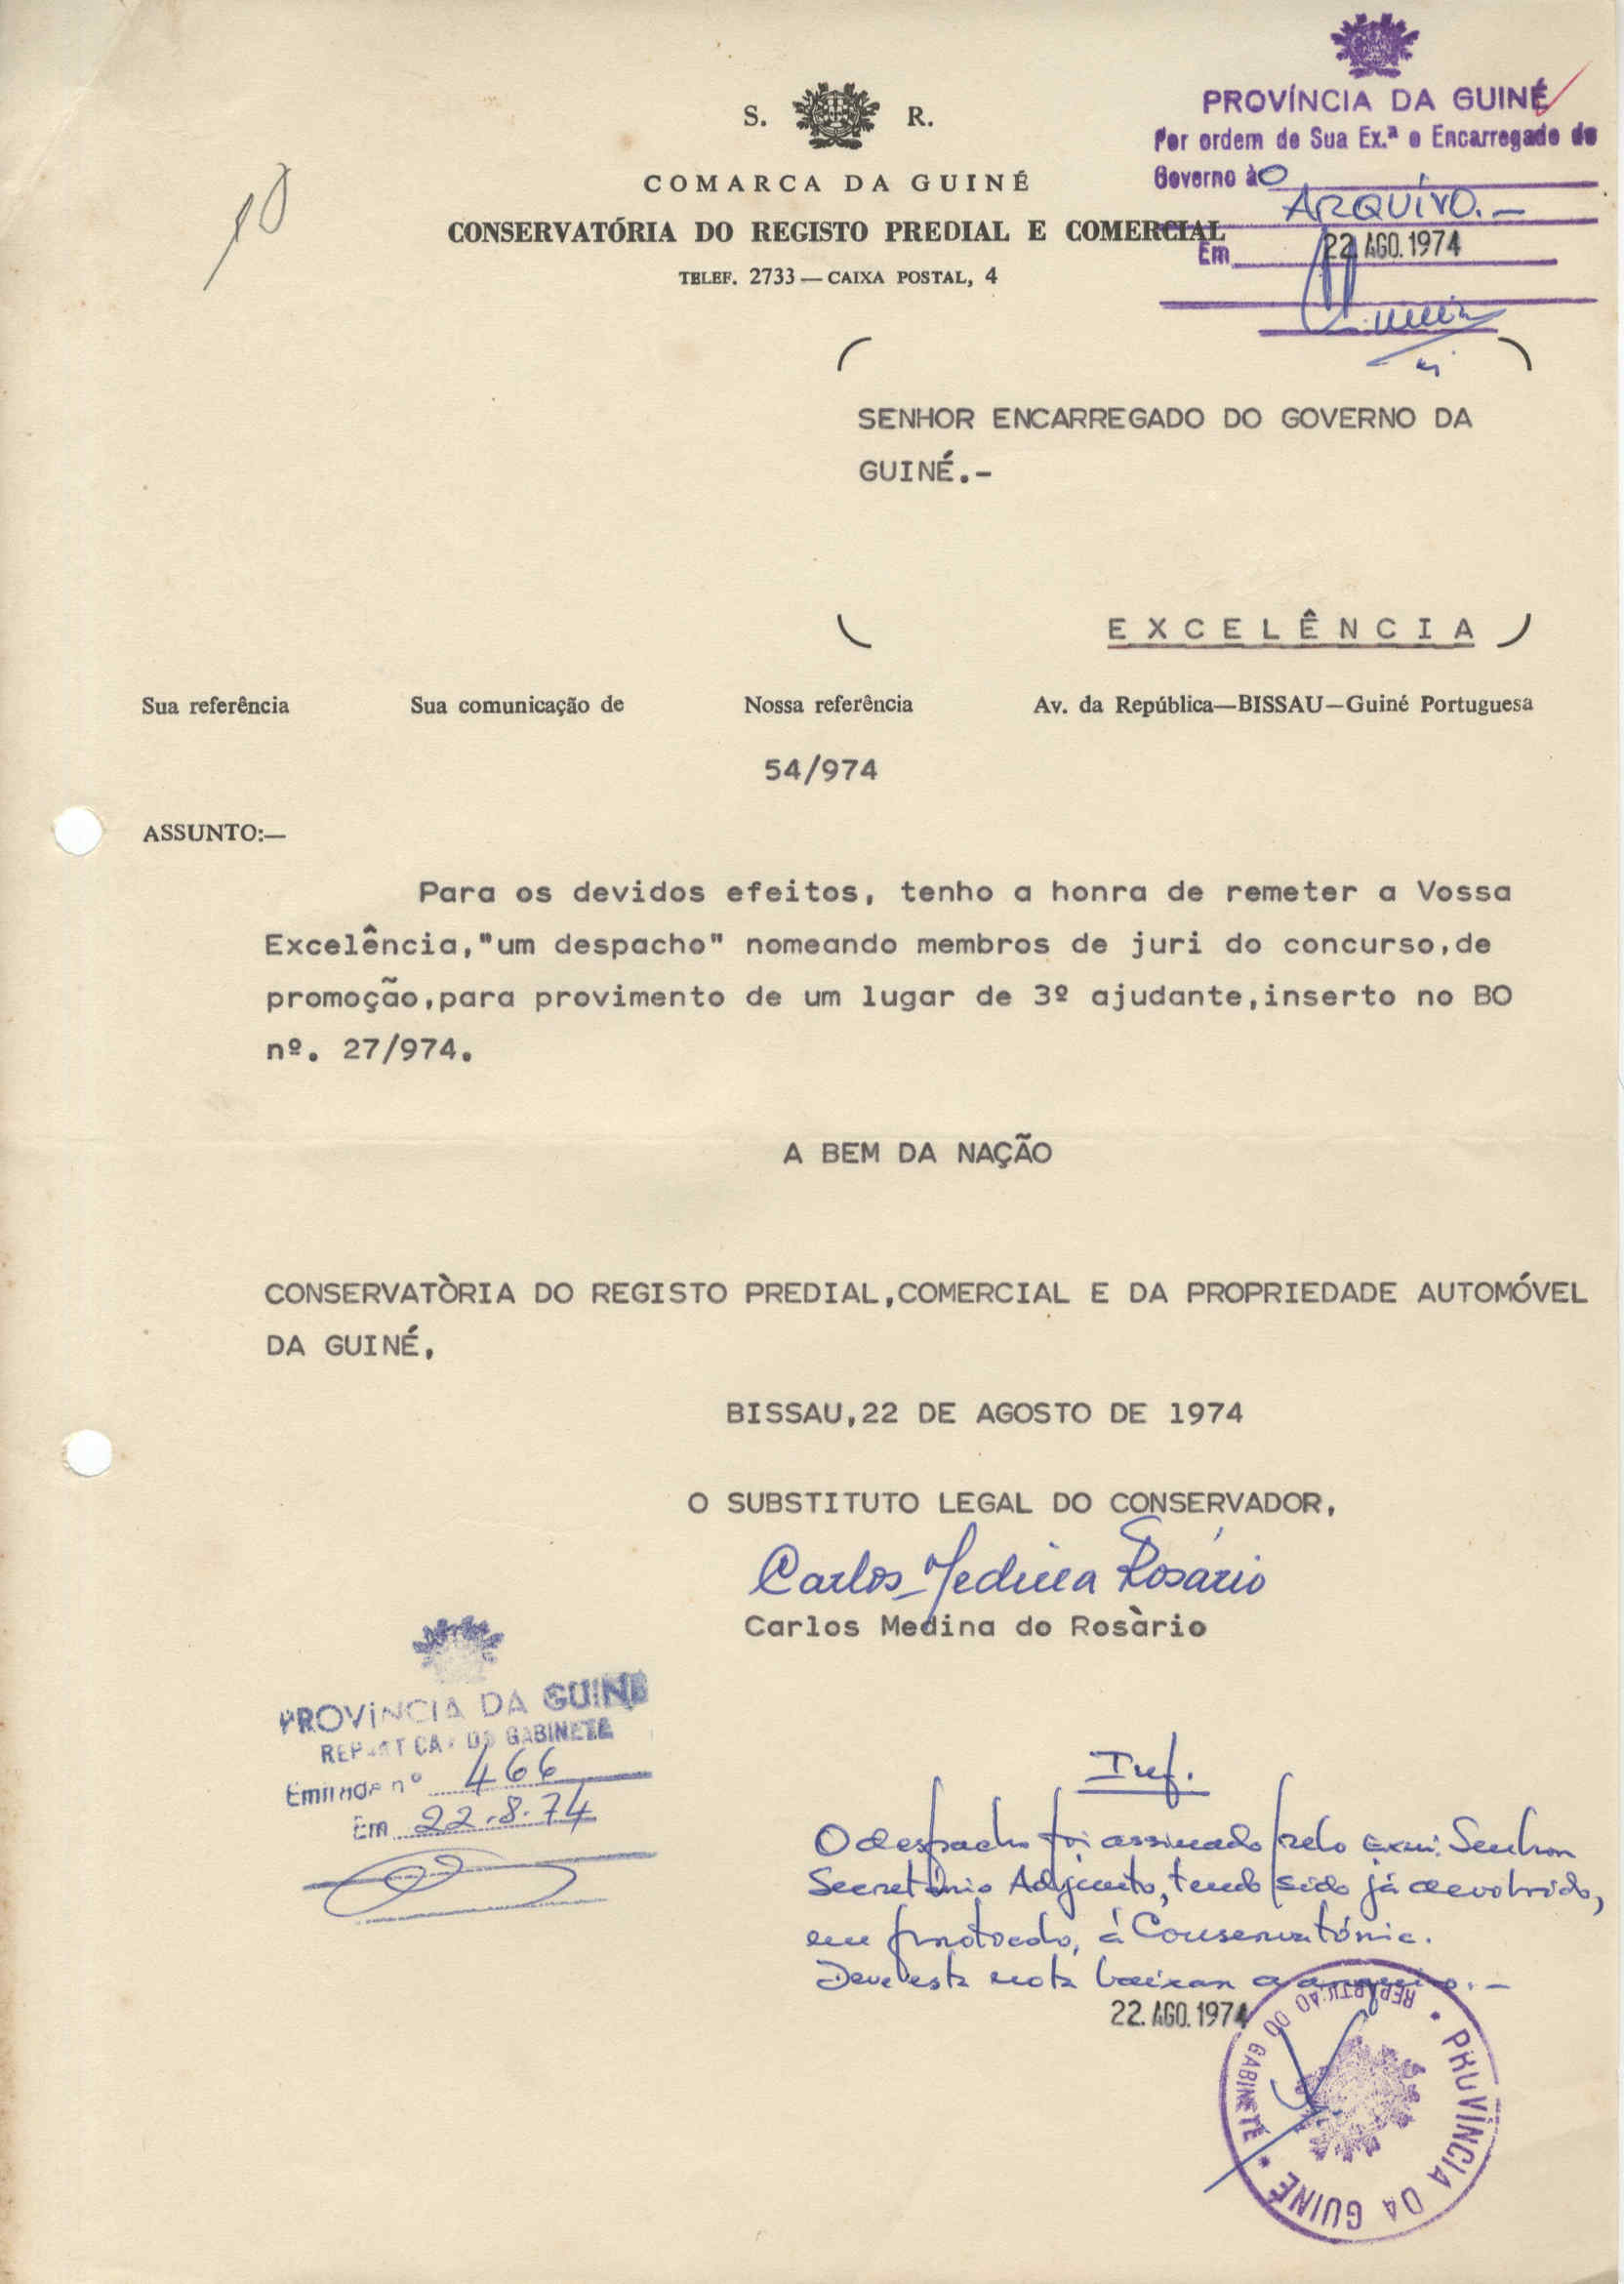 S. R.
COMARCA DA GUINÉ
CONSERVATÓRIA DO REGISTO PREDIAL E COMERCIAL
TELEF. 2733 — CAIXA POSTAL, 4
PROVÍNCIA DA GUINÉ
Por ordem de Sua Ex.ª o Encarregado do
Governo ào
ARQUIVO.—
Em 22 AGO. 1974
SENHOR ENCARREGADO DO GOVERNO DA
GUINÉ.-
EXCELÊNCIA
Sua referência Sua comunicação de Nossa referência Av. da República—BISSAU—Guiné Portuguesa
54/974
ASSUNTO:—
Para os devidos efeitos, tenho a honra de remeter a Vossa
Excelência,"um despacho" nomeando membros de juri do concurso,de
promoção,para provimento de um lugar de 3º ajudante,inserto no BO
nº. 27/974.
A BEM DA NAÇÃO
CONSERVATÒRIA DO REGISTO PREDIAL,COMERCIAL E DA PROPRIEDADE AUTOMÓVEL
DA GUINÉ,
BISSAU,22 DE AGOSTO DE 1974
O SUBSTITUTO LEGAL DO CONSERVADOR,
Carlos Medina Rosário
Carlos Medina do Rosàrio
PROVÍNCIA DA GUINÉ
REPARTIÇÃO DO GABINETE
Entrada nº 466
Em 22.8.74
Inf.
O despacho foi assinado pelo Exmº. Senhor
Secretário Adjunto, tendo sido já devolvido,
em protocolo, à Conservatória.
Deve esta nota baixar a arquivo.—
22. AGO. 1974
REPARTIÇÃO DO GABINETE * PROVÍNCIA DA GUINÉ *